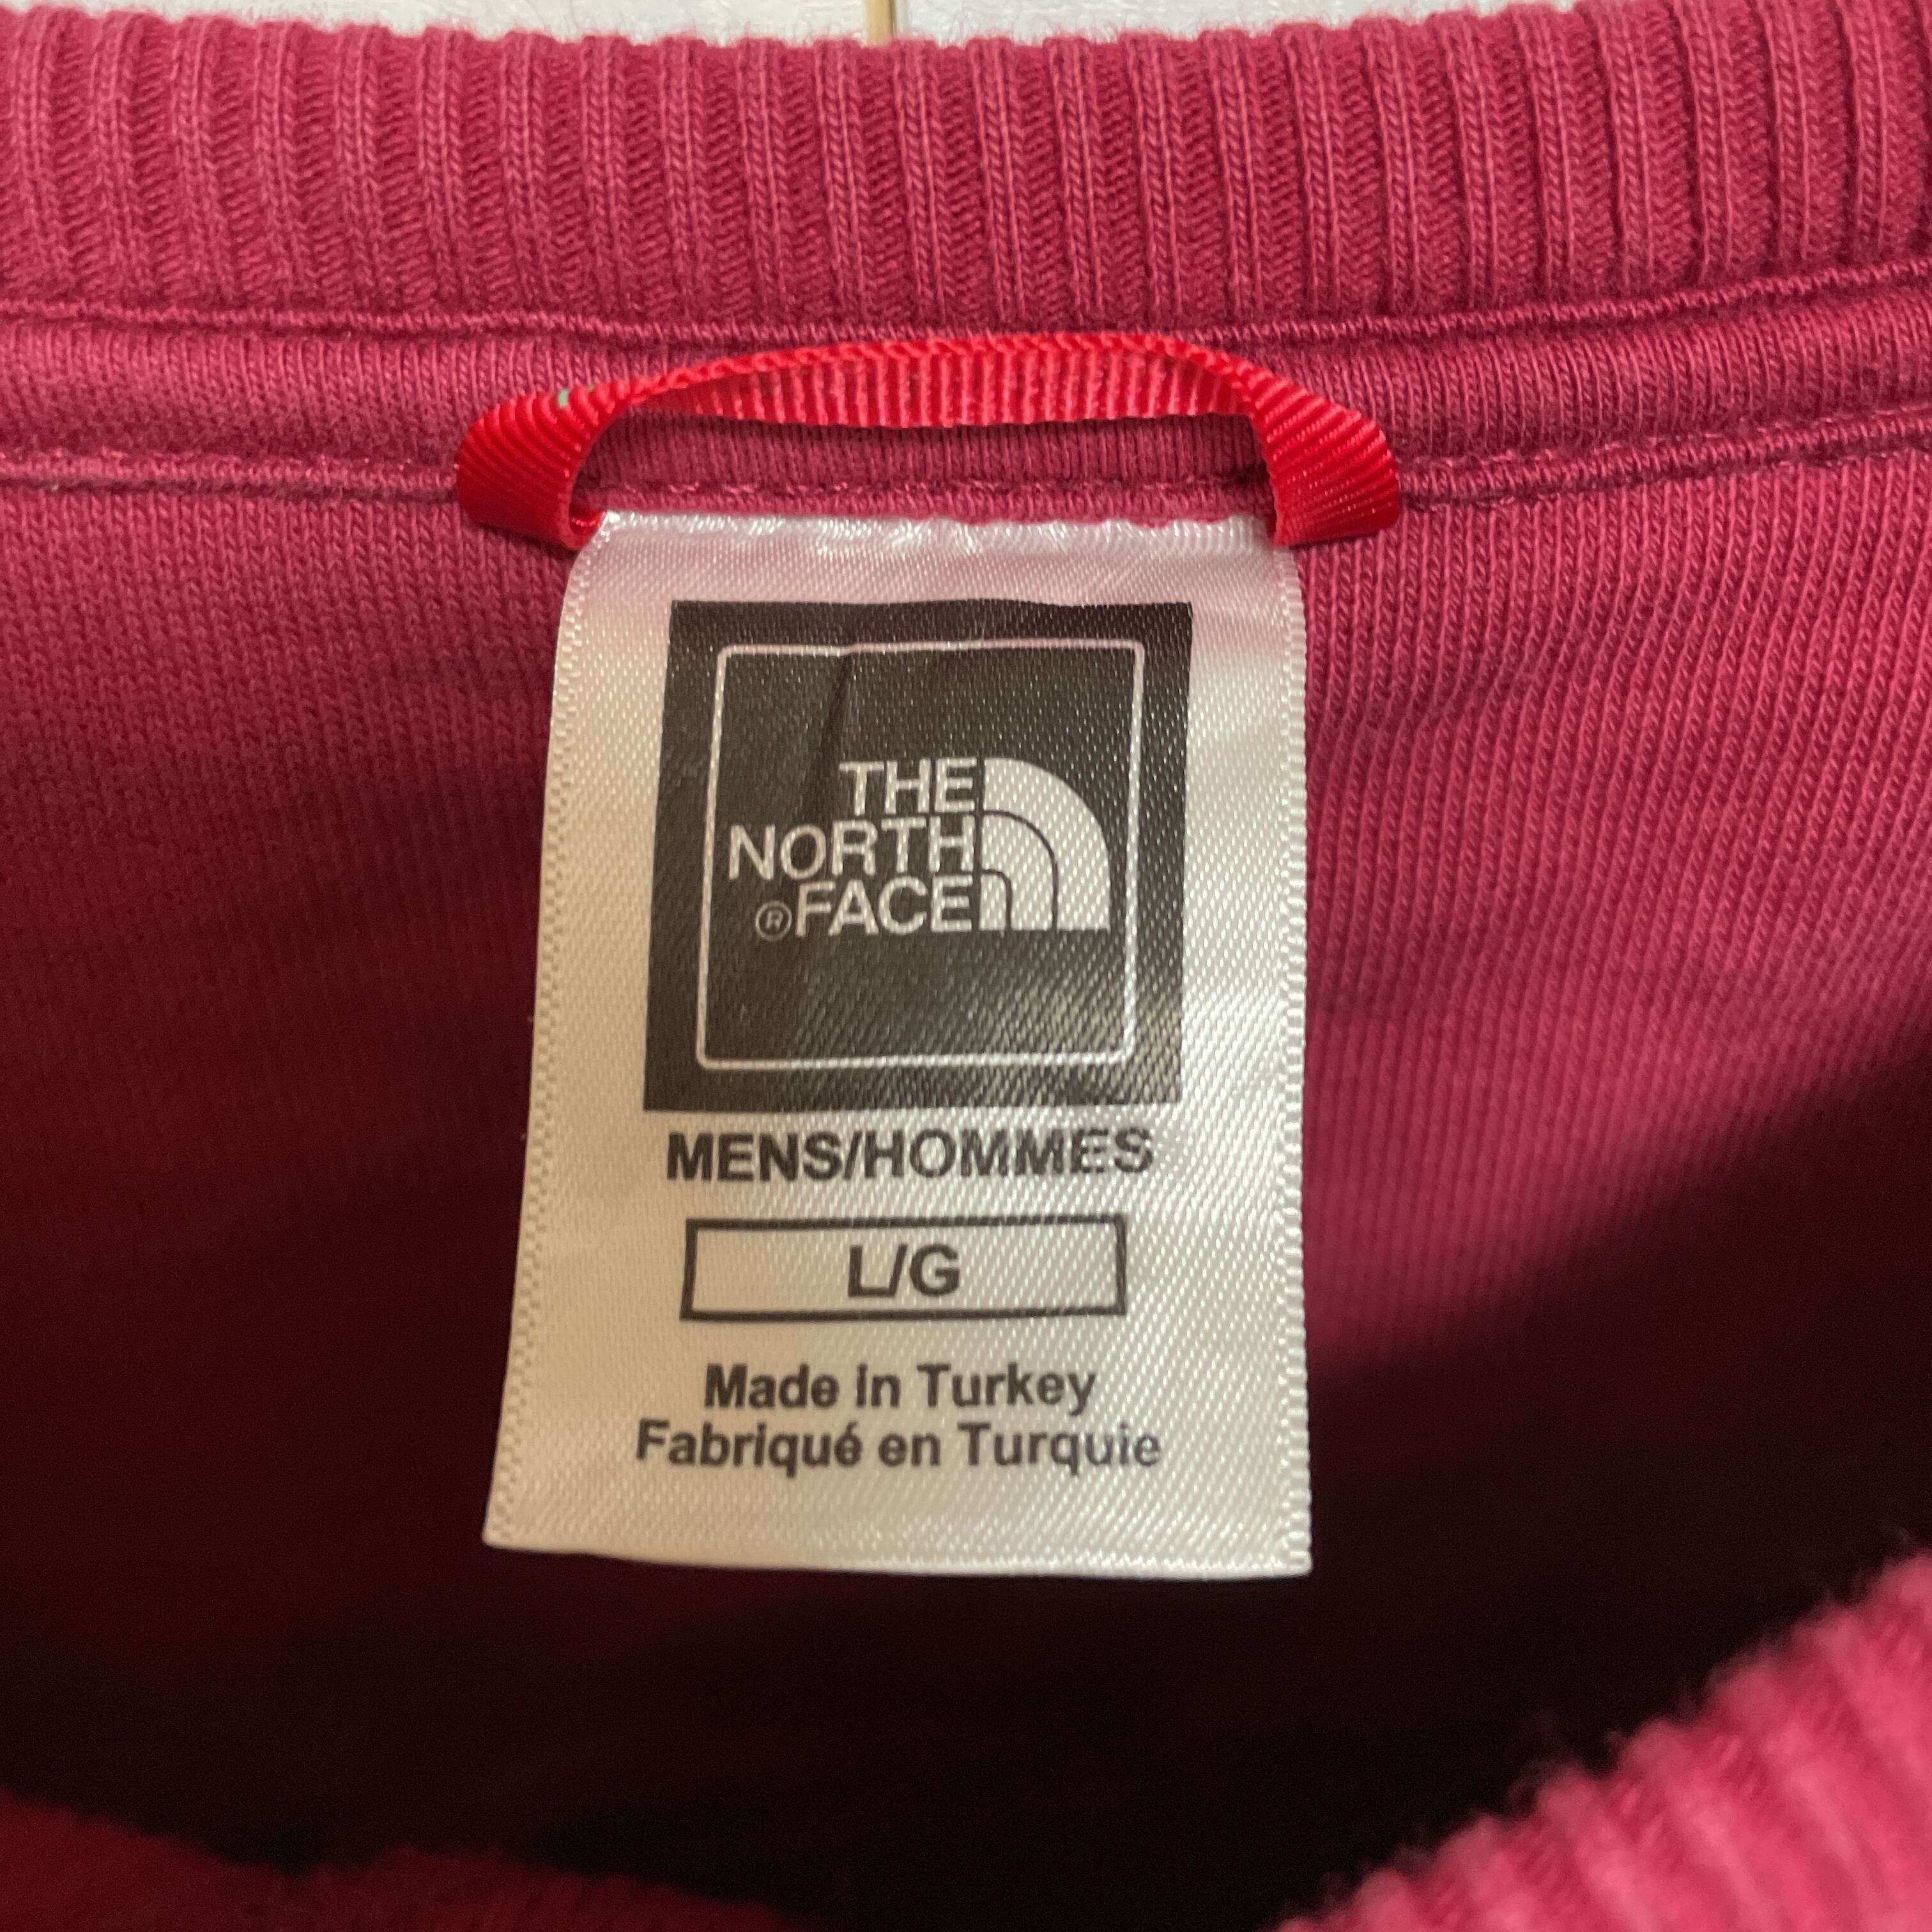 THE
NORTH
®FACE
MENS/HOMMES
L/G
Made in Turkey
Fabriqué en Turquie